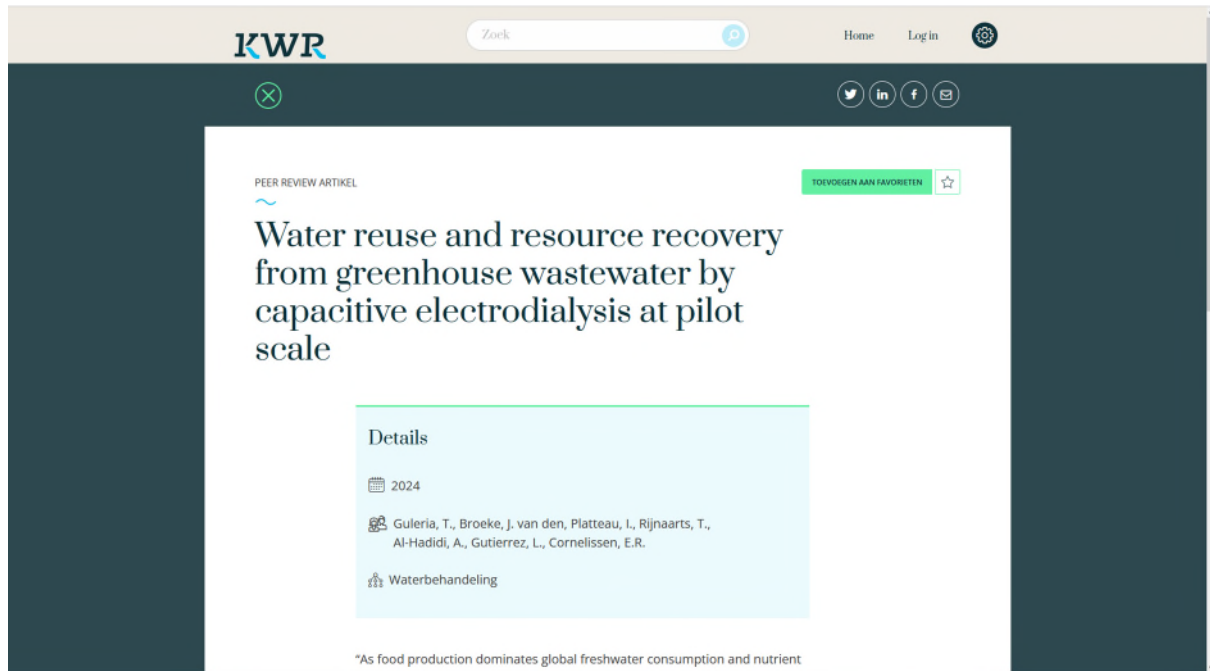 KWR
Zoek
Home
Log in
PEER REVIEW ARTIKEL
TOEVOEGEN AAN FAVORIETEN
Water reuse and resource recovery
from greenhouse wastewater by
capacitive electrodialysis at pilot
scale
Details
2024
Guleria, T., Broeke, J. van den, Platteau, I., Rijnaarts, T.,
Al-Hadidi, A., Gutierrez, L., Cornelissen, E.R.
Waterbehandeling
“As food production dominates global freshwater consumption and nutrient